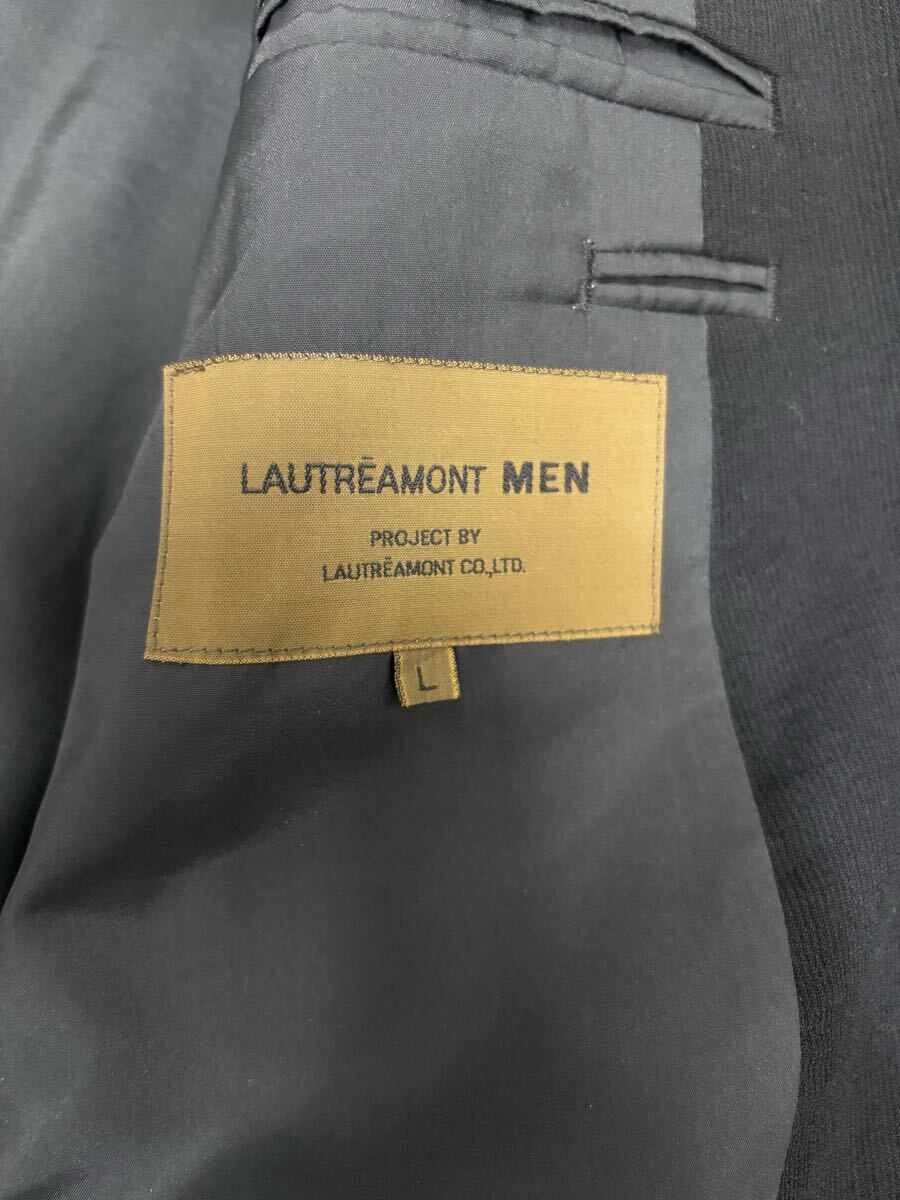 LAUTRĒAMONT MEN
PROJECT BY
LAUTRĒAMONT CO.,LTD.
L